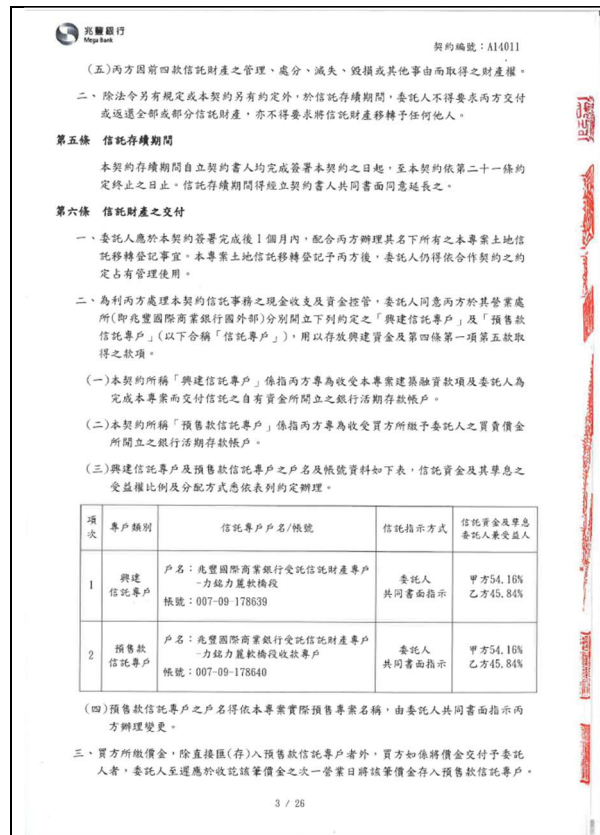 兆豐銀行
Mega Bank
契約編號：A14011
(五)丙方因前四款信託財產之管理、處分、滅失、毀損或其他事由而取得之財產權。
二、除法令另有規定或本契約另有約定外，於信託存續期間，委託人不得要求丙方交付
或返還全部或部分信託財產，亦不得要求將信託財產移轉予任何他人。
第五條　信託存續期間
本契約存續期間自立契約書人均完成簽署本契約之日起，至本契約依第二十一條約
定終止之日止。信託存續期間得經立契約書人共同書面同意延長之。
第六條　信託財產之交付
一、委託人應於本契約簽署完成後1個月內，配合丙方辦理其名下所有之本專案土地信
託移轉登記事宜。本專案土地信託移轉登記予丙方後，委託人仍得依合作契約之約
定占有管理使用。
二、為利丙方處理本契約信託事務之現金收支及資金控管，委託人同意丙方於其營業處
所(即兆豐國際商業銀行國外部)分別開立下列約定之「興建信託專戶」及「預售款
信託專戶」(以下合稱「信託專戶」)，用以存放興建資金及第四條第一項第五款取
得之款項。
(一)本契約所稱「興建信託專戶」係指丙方專為收受本專案建築融資款項及委託人為
完成本專案而交付信託之自有資金所開立之銀行活期存款帳戶。
(二)本契約所稱「預售款信託專戶」係指丙方專為收受買方所繳予委託人之買賣價金
所開立之銀行活期存款帳戶。
(三)興建信託專戶及預售款信託專戶之戶名及帳號資料如下表，信託資金及其孳息之
受益權比例及分配方式悉依表列約定辦理。
項次　專戶類別　信託專戶戶名/帳號　信託指示方式　信託資金及孳息
委託人兼受益人
1　興建
信託專戶
戶名：兆豐國際商業銀行受託信託財產專戶
-力銘力麗軟橋段
帳號：007-09-178639
委託人
共同書面指示
甲方54.16%
乙方45.84%
2　預售款
信託專戶
戶名：兆豐國際商業銀行受託信託財產專戶
-力銘力麗軟橋段收款專戶
帳號：007-09-178640
委託人
共同書面指示
甲方54.16%
乙方45.84%
(四)預售款信託專戶之戶名得依本專案實際預售專案名稱，由委託人共同書面指示丙
方辦理變更。
三、買方所繳價金，除直接匯(存)入預售款信託專戶者外，買方如係將價金交付予委託
人者，委託人至遲應於收訖該筆價金之次一營業日將該筆價金存入預售款信託專戶。
3 / 26